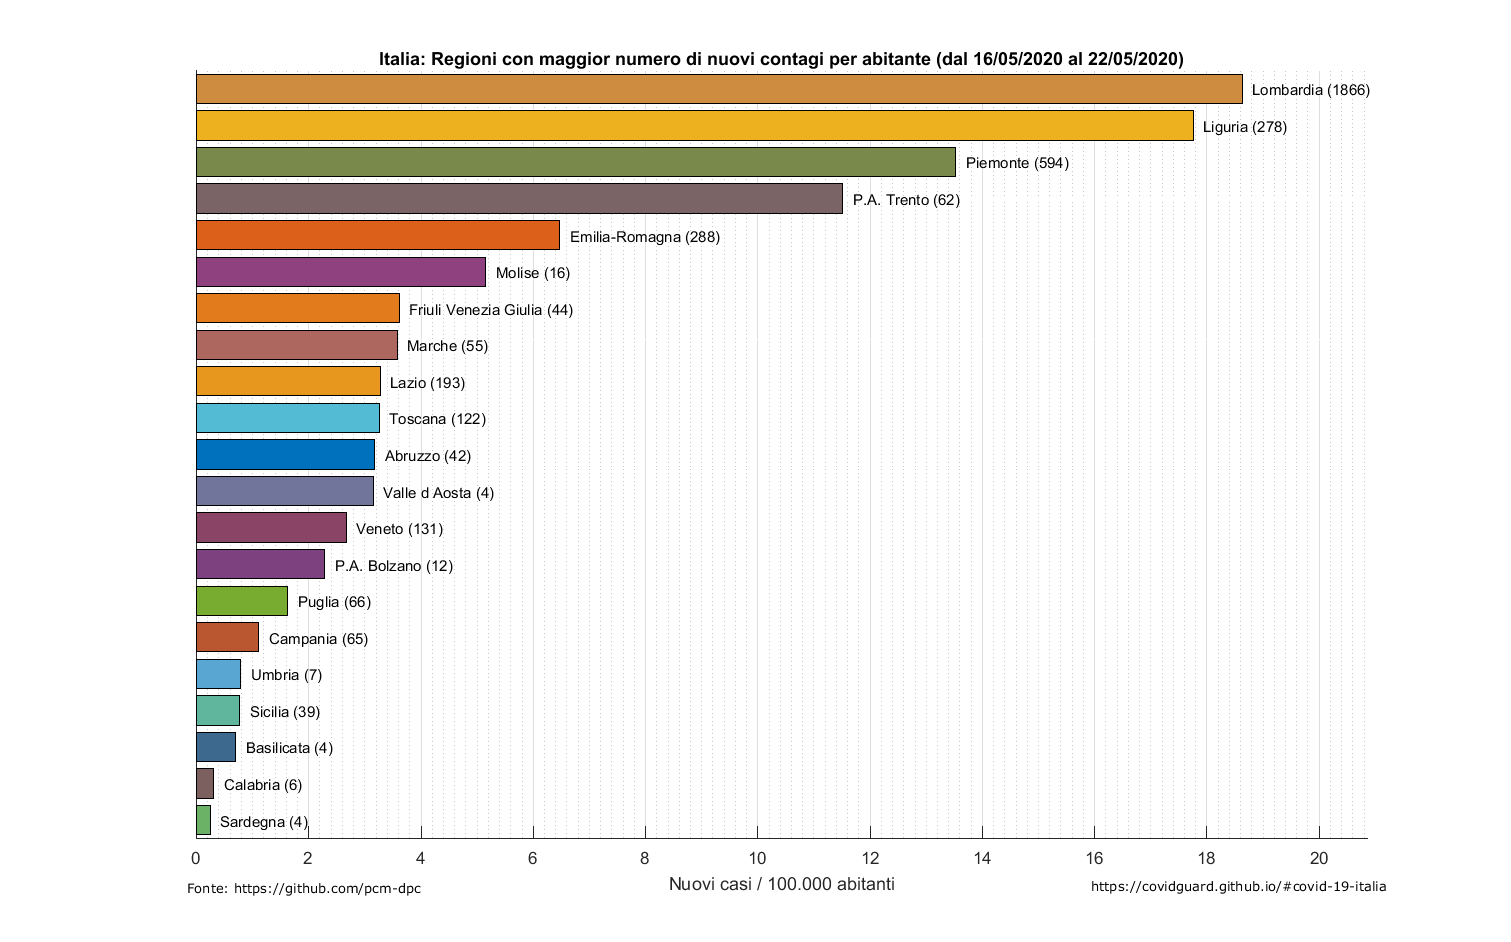 Italia: Regioni con maggior numero di nuovi contagi per abitante (dal 16/05/2020 al 22/05/2020)
Lombardia (1866)
Liguria (278)
Piemonte (594)
P.A. Trento (62)
Emilia-Romagna (288)
Molise (16)
Friuli Venezia Giulia (44)
Marche (55)
Lazio (193)
Toscana (122)
Abruzzo (42)
Valle d Aosta (4)
Veneto (131)
P.A. Bolzano (12)
Puglia (66)
Campania (65)
Umbria (7)
Sicilia (39)
Basilicata (4)
Calabria (6)
Sardegna (4)
0 2 4 6 8 10 12 14 16 18 20
Nuovi casi / 100.000 abitanti
Fonte: https://github.com/pcm-dpc
https://covidguard.github.io/#covid-19-italia